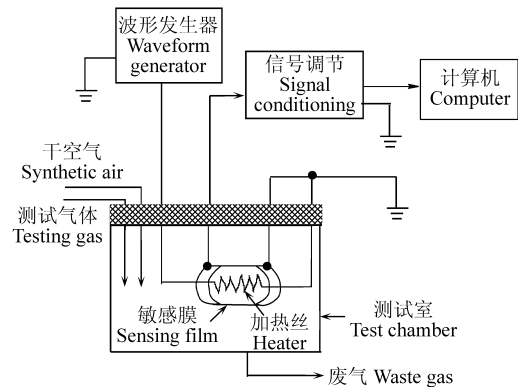 波形发生器
Waveform
generator
信号调节
Signal
conditioning
计算机
Computer
干空气
Synthetic air
测试气体
Testing gas
敏感膜
Sensing film
加热丝
Heater
测试室
Test chamber
废气 Waste gas